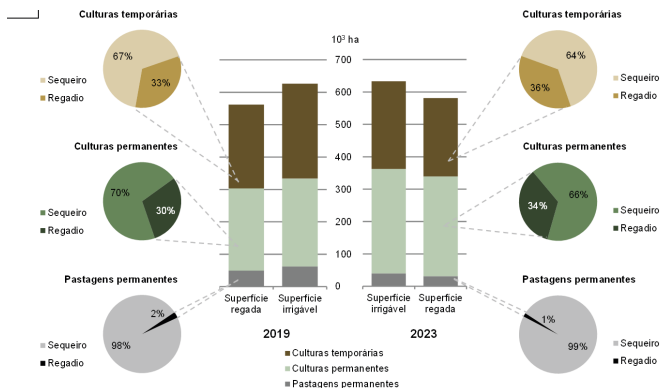 Culturas temporárias
67%
33%
Sequeiro
Regadio
Culturas permanentes
70%
30%
Sequeiro
Regadio
Pastagens permanentes
2%
98%
Sequeiro
Regadio
10³ ha
700
600
500
400
300
200
100
0
Superfície regada
Superfície irrigável
Superfície irrigável
Superfície regada
2019
2023
Culturas temporárias
Culturas permanentes
Pastagens permanentes
Culturas temporárias
64%
36%
Sequeiro
Regadio
Culturas permanentes
66%
34%
Sequeiro
Regadio
Pastagens permanentes
1%
99%
Sequeiro
Regadio